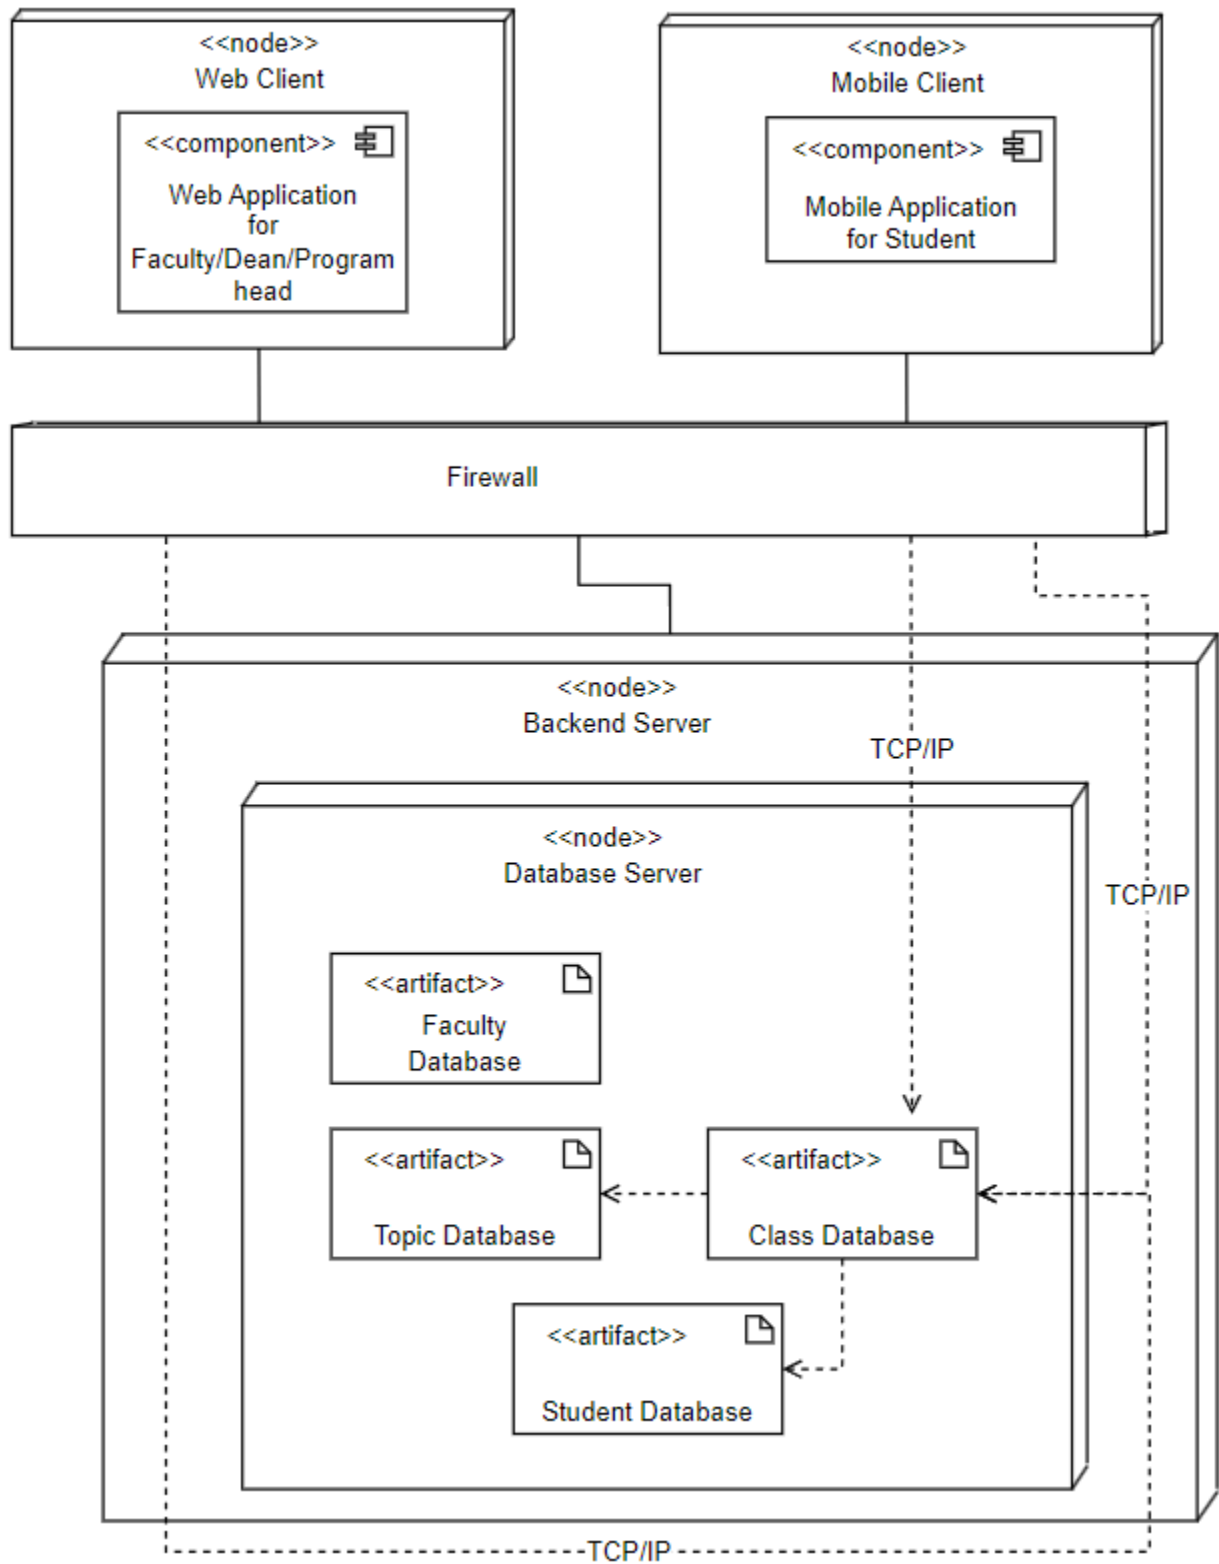 <<node>>
Web Client
<<component>>
Web Application
for
Faculty/Dean/Program
head
<<node>>
Mobile Client
<<component>>
Mobile Application
for Student
Firewall
<<node>>
Backend Server
TCP/IP
<<node>>
Database Server
TCP/IP
<<artifact>>
Faculty
Database
<<artifact>>
Topic Database
<<artifact>>
Class Database
<<artifact>>
Student Database
TCP/IP